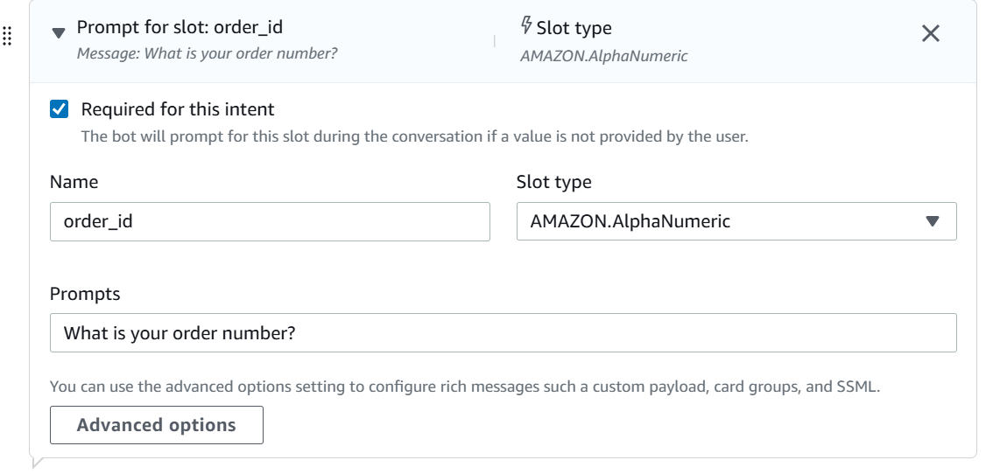 Prompt for slot: order_id
Message: What is your order number?
Slot type
AMAZON.AlphaNumeric
Required for this intent
The bot will prompt for this slot during the conversation if a value is not provided by the user.
Name
Slot type
order_id
AMAZON.AlphaNumeric
Prompts
What is your order number?
You can use the advanced options setting to configure rich messages such a custom payload, card groups, and SSML.
Advanced options